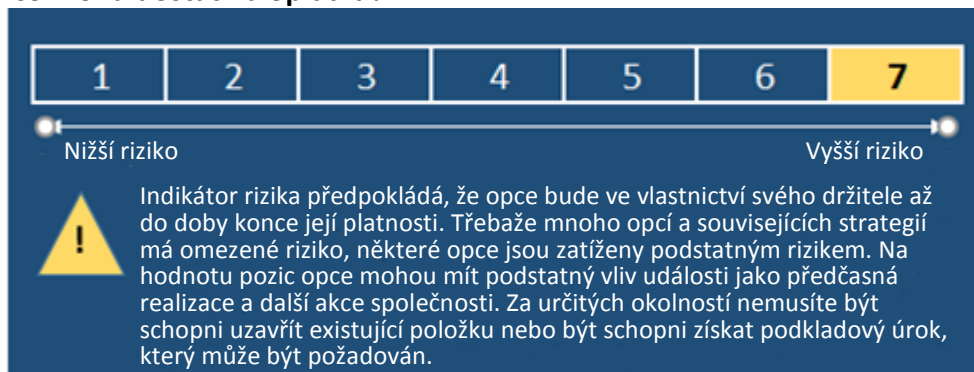 1 2 3 4 5 6 7
Nižší riziko Vyšší riziko
Indikátor rizika předpokládá, že opce bude ve vlastnictví svého držitele až
do doby konce její platnosti. Třebaže mnoho opcí a souvisejících strategií
má omezené riziko, některé opce jsou zatíženy podstatným rizikem. Na
hodnotu pozic opce mohou mít podstatný vliv události jako předčasná
realizace a další akce společnosti. Za určitých okolností nemusíte být
schopni uzavřít existující položku nebo být schopni získat podkladový úrok,
který může být požadován.
!